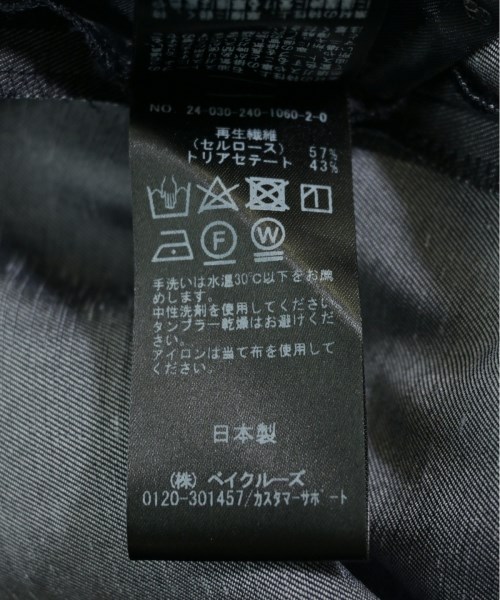 NO 24-030-240-1060-2-0
再生繊維
(セルロース) 57%
トリアセテート 43%
F W
手洗いは水温30℃以下をお薦
めします。
中性洗剤を使用してください。
タンブラー乾燥はお避けくだ
さい。
アイロンは当て布を使用して
ください。
日本製
(株) ベイクルーズ
0120-301457/カスタマーサポート